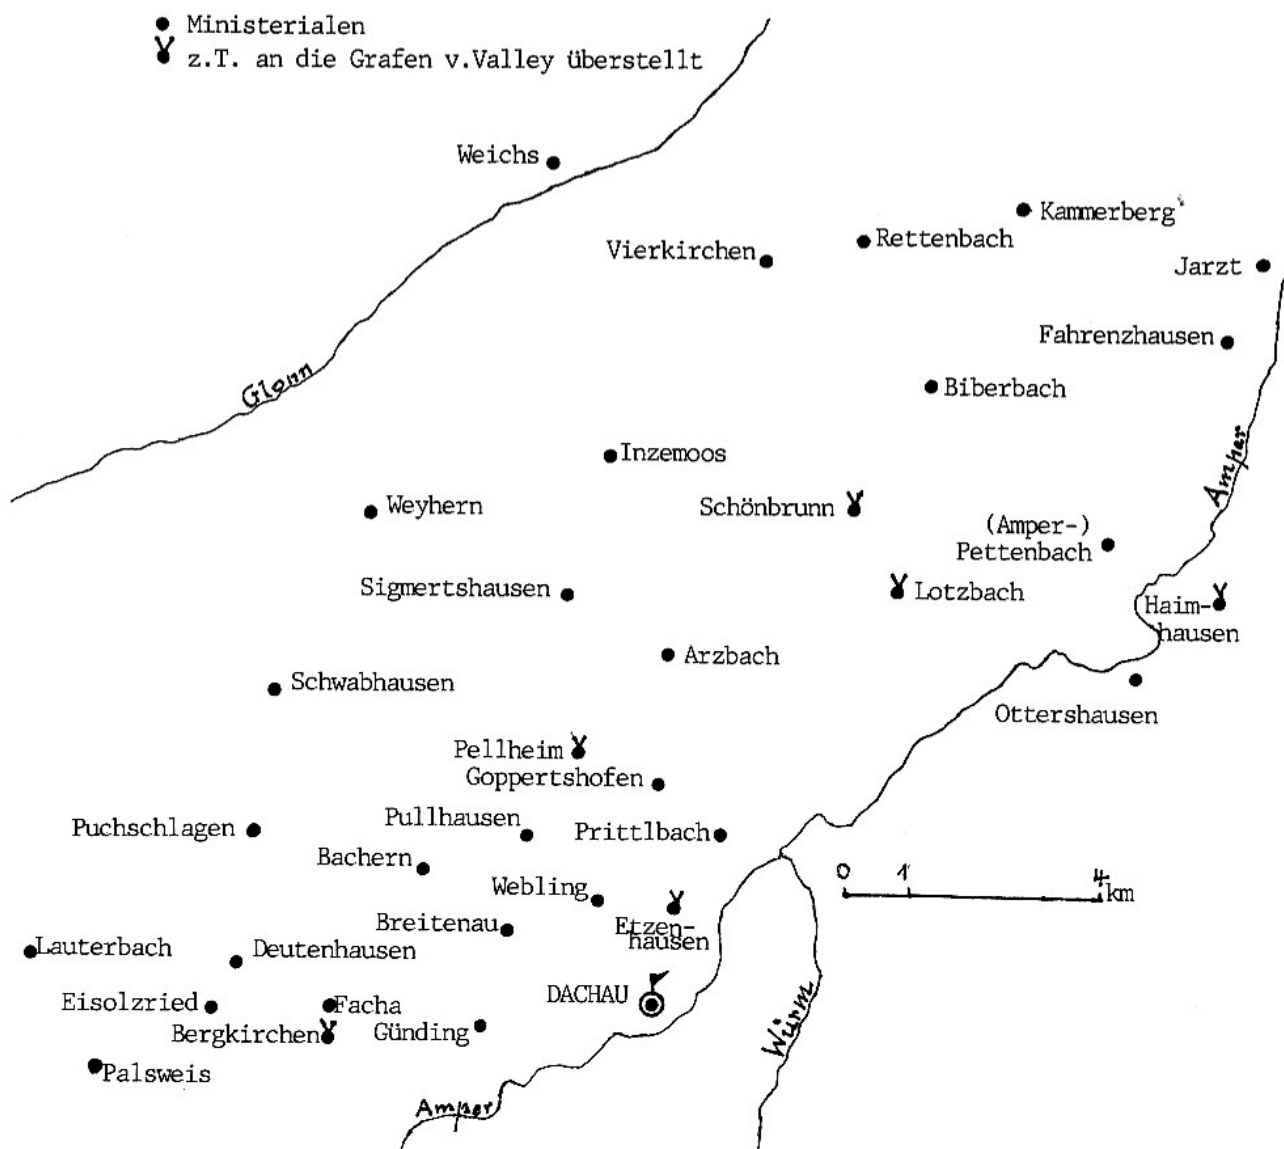 Ministerialen
z.T. an die Grafen v.Valley überstellt
Weichs
Kammerberg
Rettenbach
Vierkirchen
Jarzt
Fahrenzhausen
Glonn
Biberbach
Amper
Inzemoos
Weyhern
Schönbrunn
(Amper-)
Pettenbach
Sigmertshausen
Lotzbach
Haim-
hausen
Arzbach
Schwabhausen
Ottershausen
Pellheim
Goppertshofen
Puchschlagen
Pullhausen
Prittlbach
Bachern
0 1 4
km
Webling
Breitenau
Etzen-
hausen
Lauterbach
Deutenhausen
DACHAU
Eisolzried
Facha
Bergkirchen
Günding
Würm
Palsweis
Amper